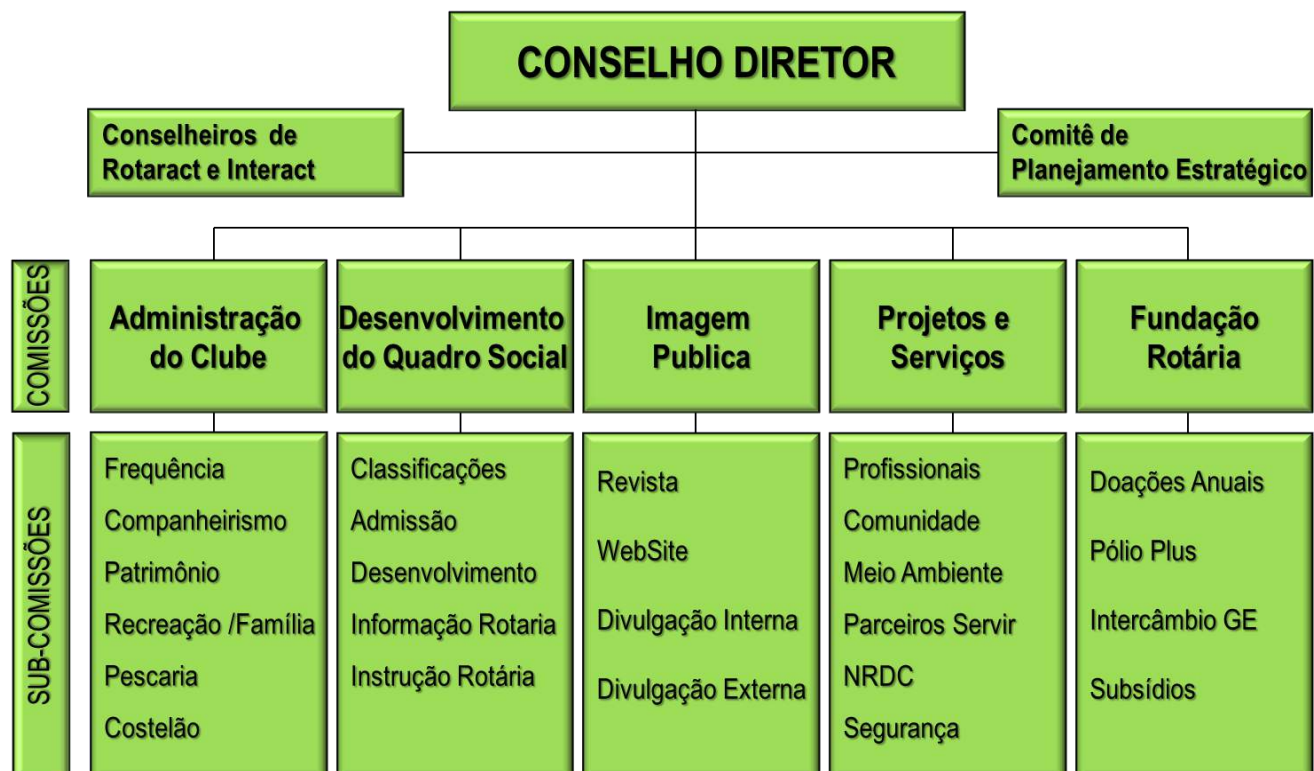 CONSELHO DIRETOR
Conselheiros de
Rotaract e Interact
Comitê de
Planejamento Estratégico
COMISSÕES
Administração
do Clube
Desenvolvimento
do Quadro Social
Imagem
Publica
Projetos e
Serviços
Fundação
Rotária
SUB-COMISSÕES
Frequência
Companheirismo
Patrimônio
Recreação /Família
Pescaria
Costelão
Classificações
Admissão
Desenvolvimento
Informação Rotaria
Instrução Rotária
Revista
WebSite
Divulgação Interna
Divulgação Externa
Profissionais
Comunidade
Meio Ambiente
Parceiros Servir
NRDC
Segurança
Doações Anuais
Pólio Plus
Intercâmbio GE
Subsídios